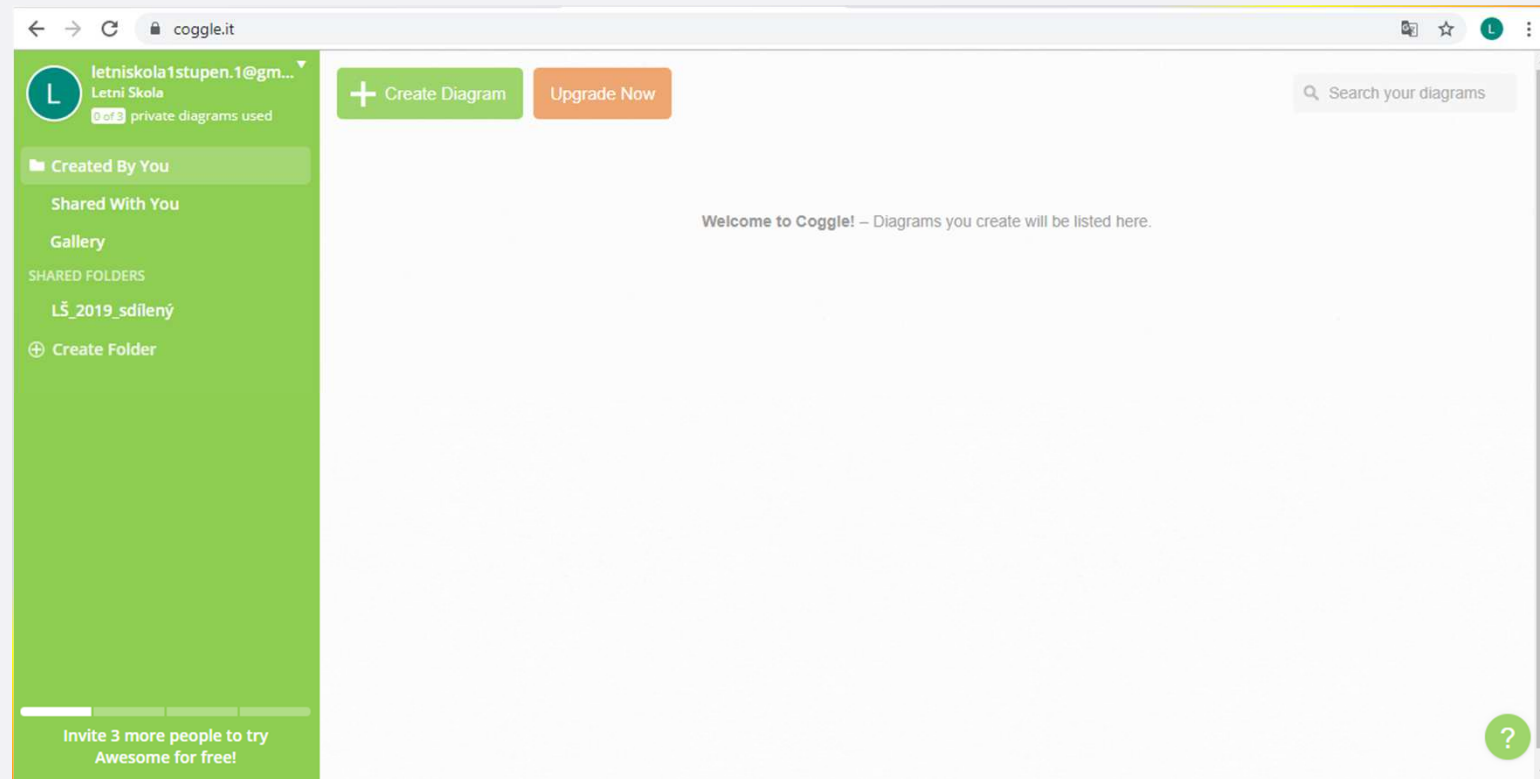 coggle.it
L
L
letniskola1stupen.1@gm...
Letni Skola
0 of 3 private diagrams used
Created By You
Shared With You
Gallery
SHARED FOLDERS
LŠ_2019_sdílený
Create Folder
Invite 3 more people to try
Awesome for free!
Create Diagram
Upgrade Now
Search your diagrams
Welcome to Coggle! – Diagrams you create will be listed here.
?